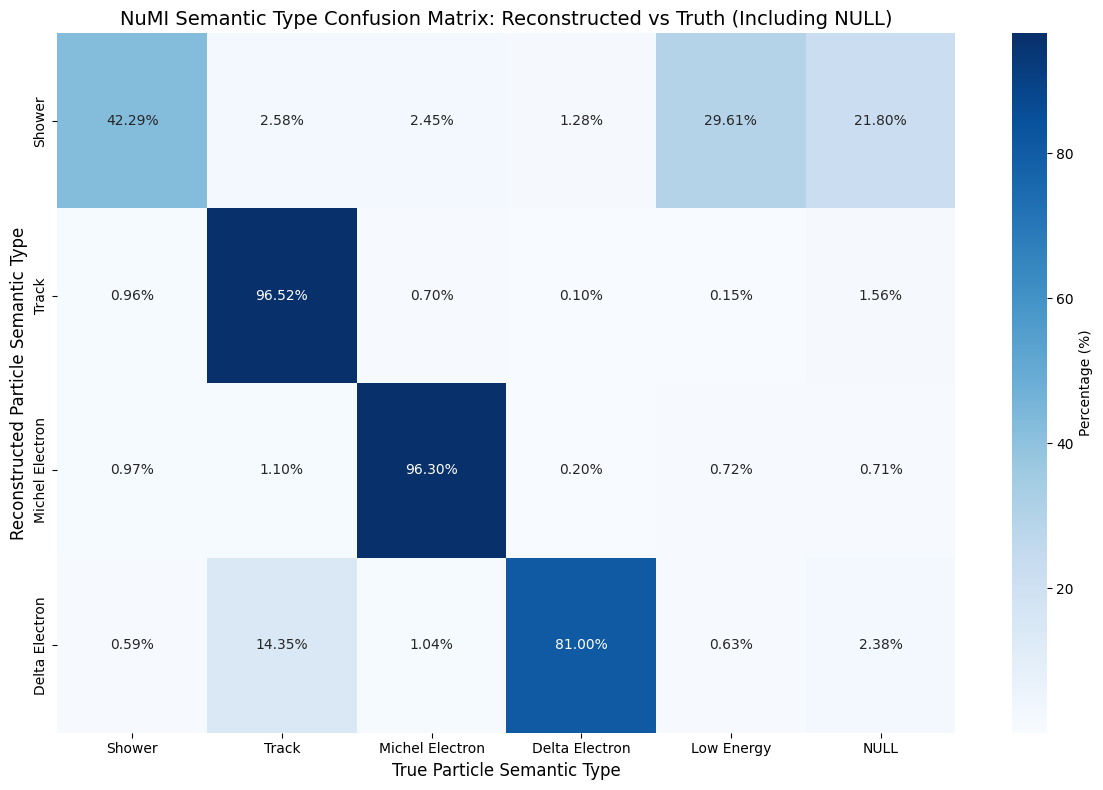 NuMI Semantic Type Confusion Matrix: Reconstructed vs Truth (Including NULL)
Reconstructed Particle Semantic Type
Shower
42.29% 2.58% 2.45% 1.28% 29.61% 21.80%
Track
0.96% 96.52% 0.70% 0.10% 0.15% 1.56%
Michel Electron
0.97% 1.10% 96.30% 0.20% 0.72% 0.71%
Delta Electron
0.59% 14.35% 1.04% 81.00% 0.63% 2.38%
Shower Track Michel Electron Delta Electron Low Energy NULL
True Particle Semantic Type
80
60
40
20
Percentage (%)